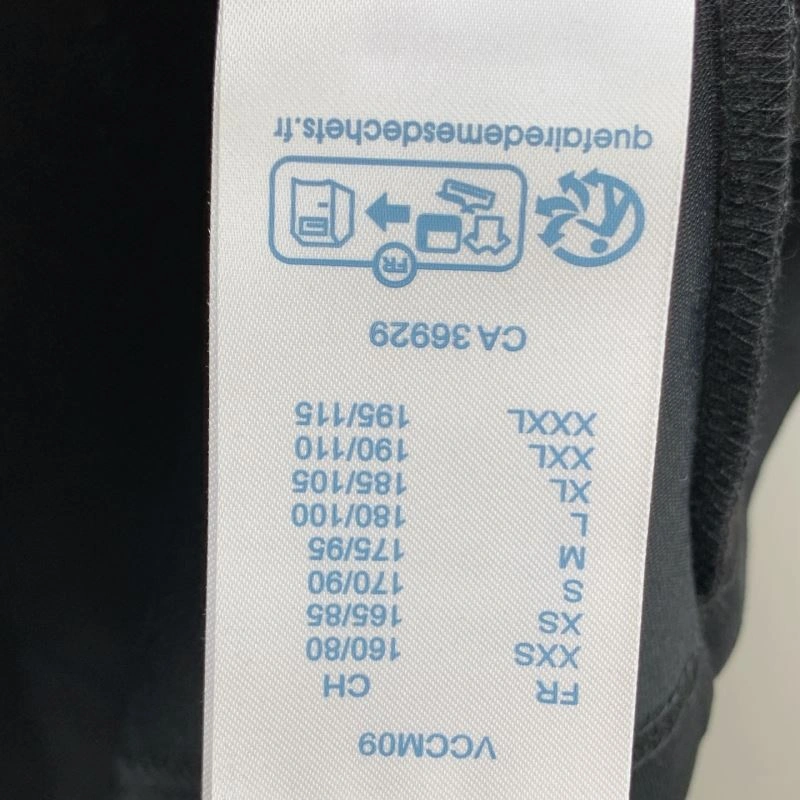 VCCM09
FR CH
XXS 160/80
XS 165/85
S 170/90
M 175/95
L 180/100
XL 185/105
XXL 190/110
XXXL 195/115
CA 36929
FR
quefairedemesdechets.fr